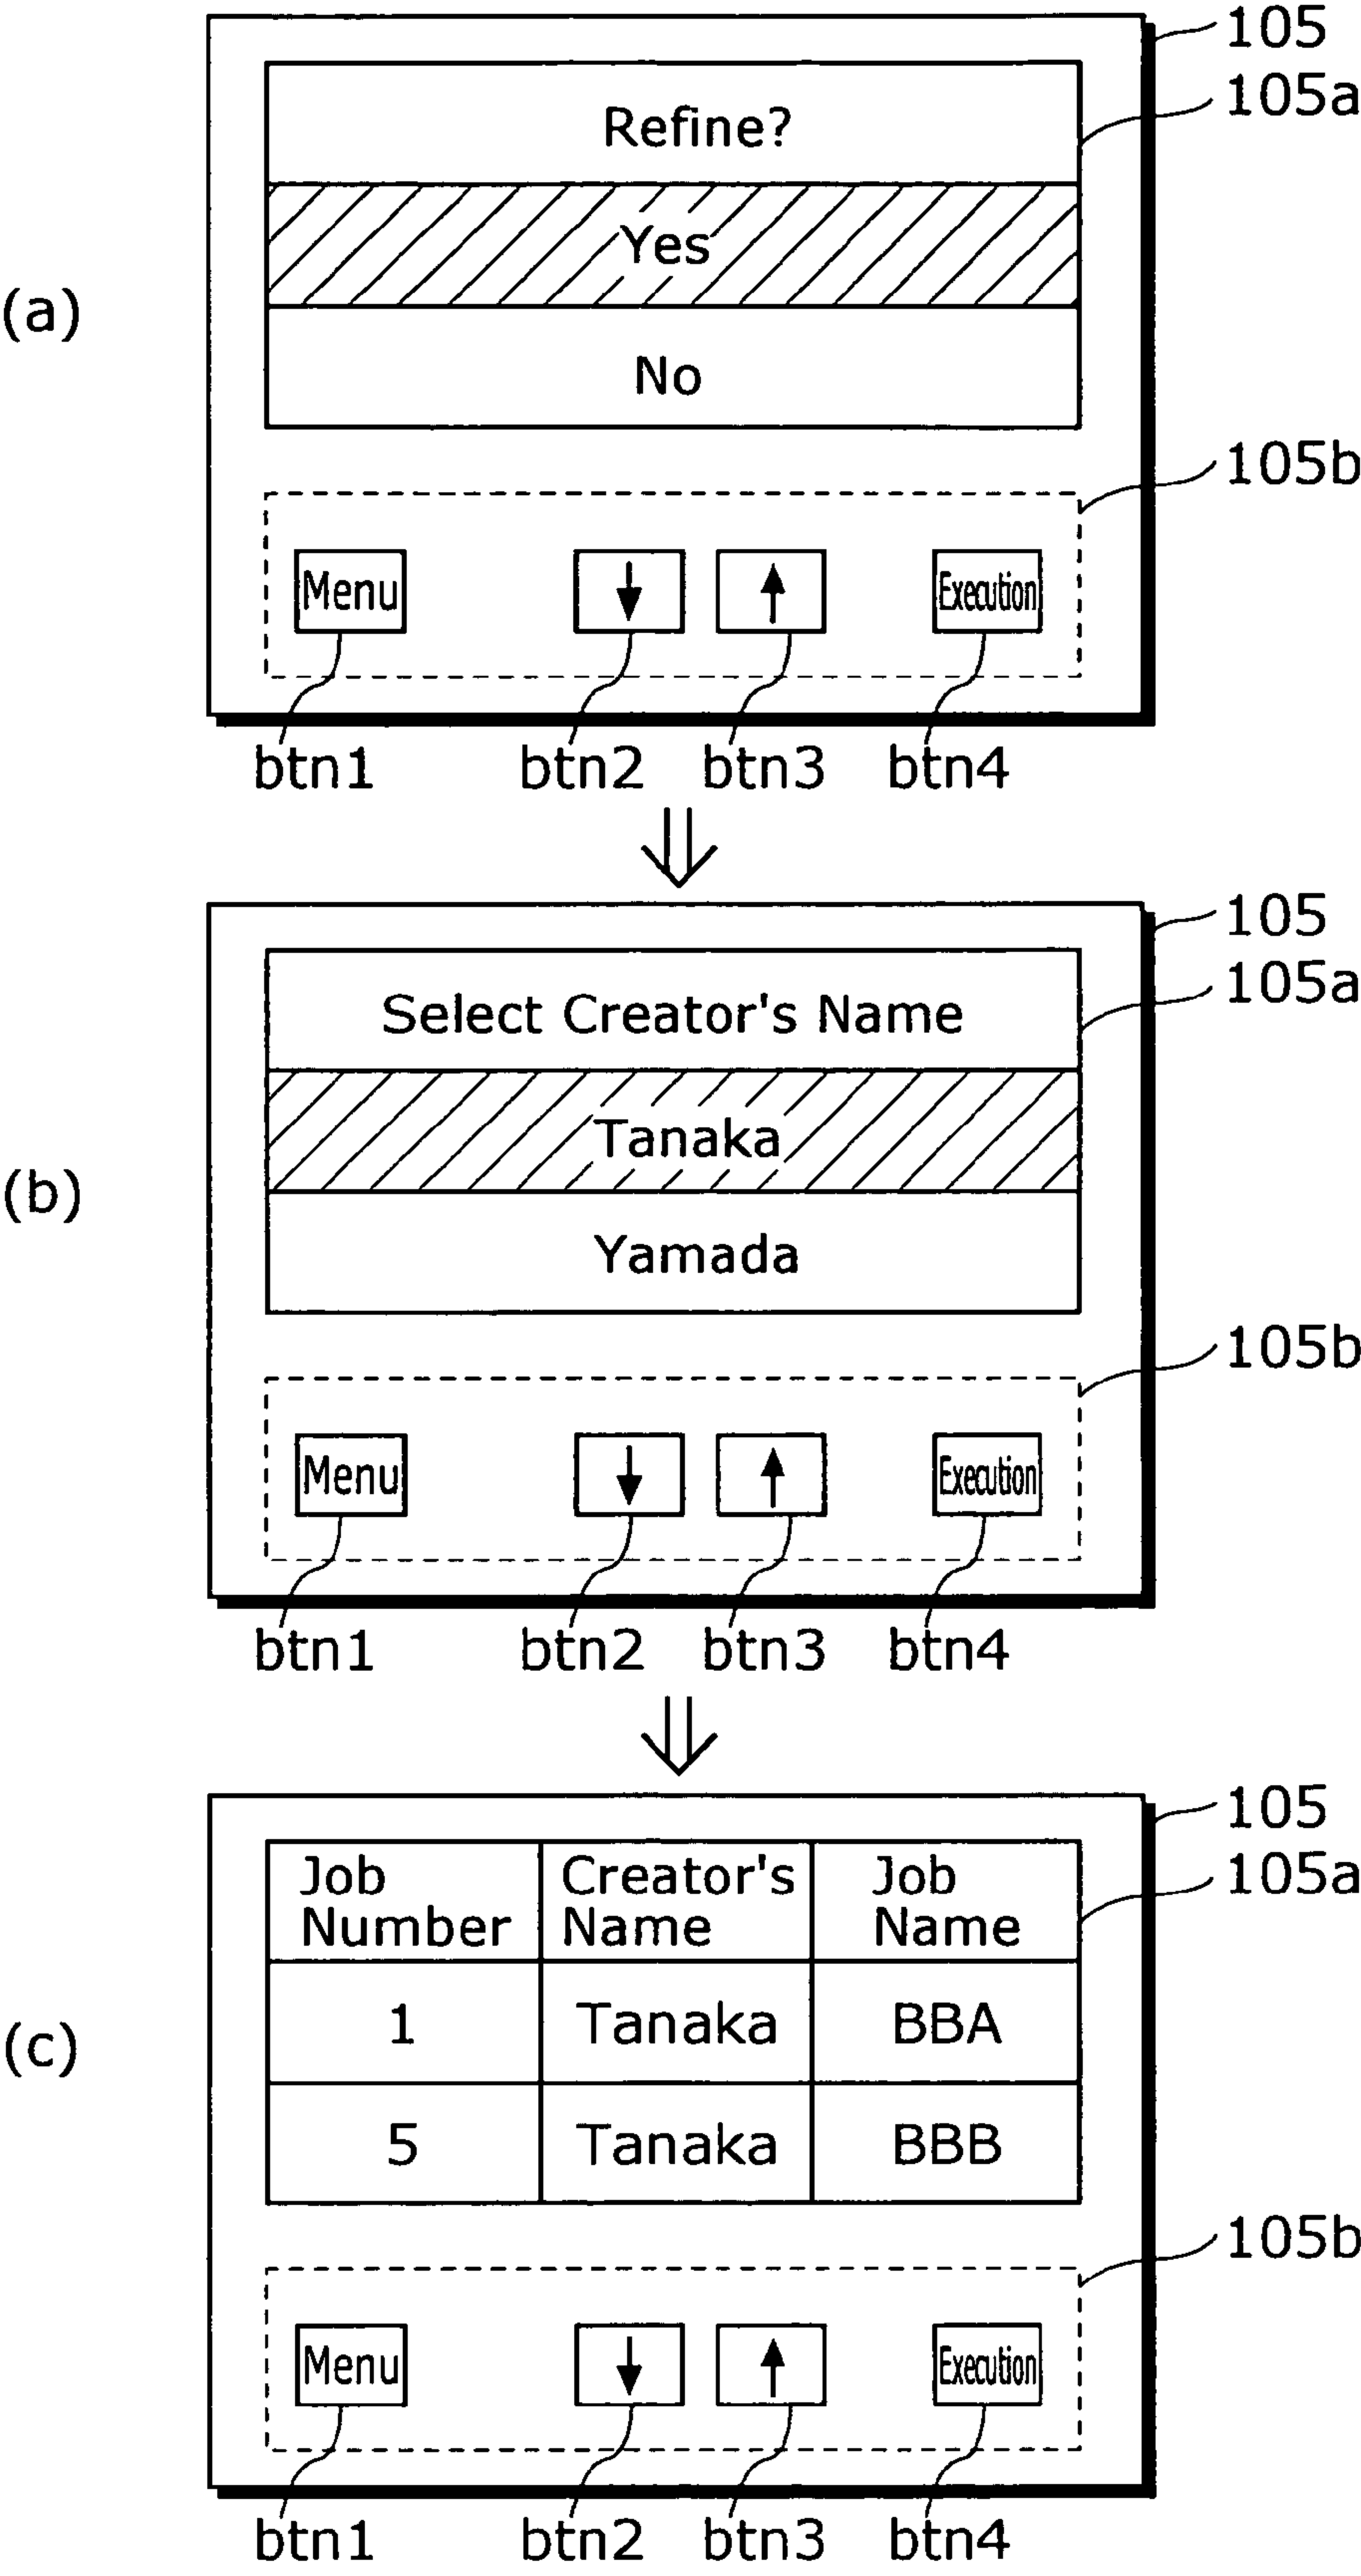 105
105a
Refine?
Yes
(a)
No
105b
Menu
↓
↑
Execution
btn1
btn2
btn3
btn4
105
105a
Select Creator's Name
Tanaka
(b)
Yamada
105b
Menu
↓
↑
Execution
btn1
btn2
btn3
btn4
105
105a
Job
Number
Creator's
Name
Job
Name
1
Tanaka
BBA
(c)
5
Tanaka
BBB
105b
Menu
↓
↑
Execution
btn1
btn2
btn3
btn4